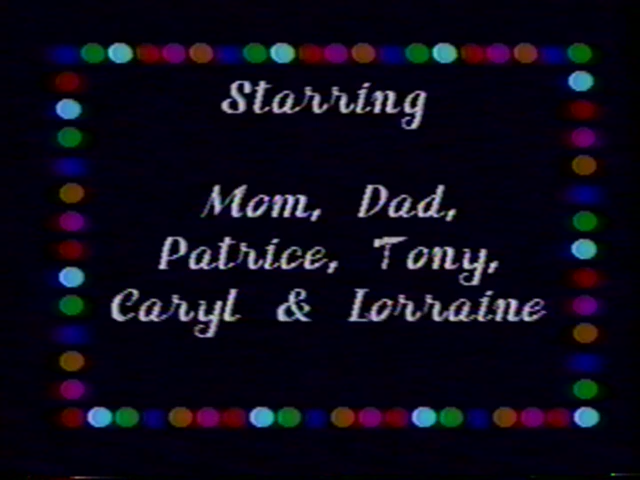 Starring
Mom, Dad,
Patrice, Tony,
Caryl & Lorraine